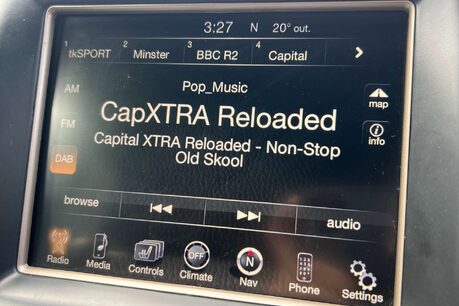 3:27 N 20° out.
1 tkSPORT 2 Minster 3 BBC R2 4 Capital
AM
Pop_Music
map
CapXTRA Reloaded
FM
info
Capital XTRA Reloaded - Non-Stop
Old Skool
DAB
browse
audio
OFF N
Radio Media Controls Climate Nav Phone Settings